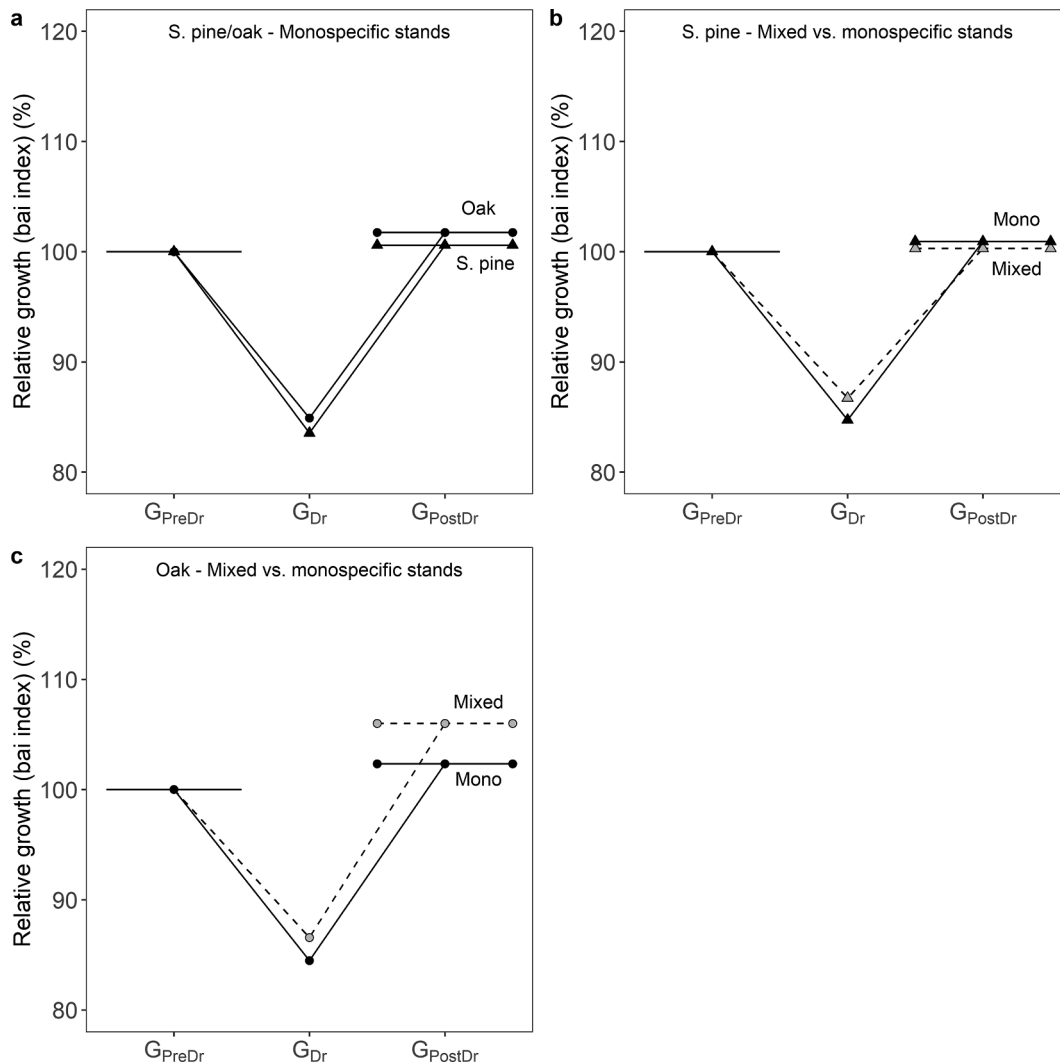 a
S. pine/oak - Monospecific stands
Relative growth (bai index) (%)
120
110
100
90
80
Oak
S. pine
GPreDr
GDr
GPostDr
b
S. pine - Mixed vs. monospecific stands
Relative growth (bai index) (%)
120
110
100
90
80
Mono
Mixed
GPreDr
GDr
GPostDr
c
Oak - Mixed vs. monospecific stands
Relative growth (bai index) (%)
120
110
100
90
80
Mixed
Mono
GPreDr
GDr
GPostDr